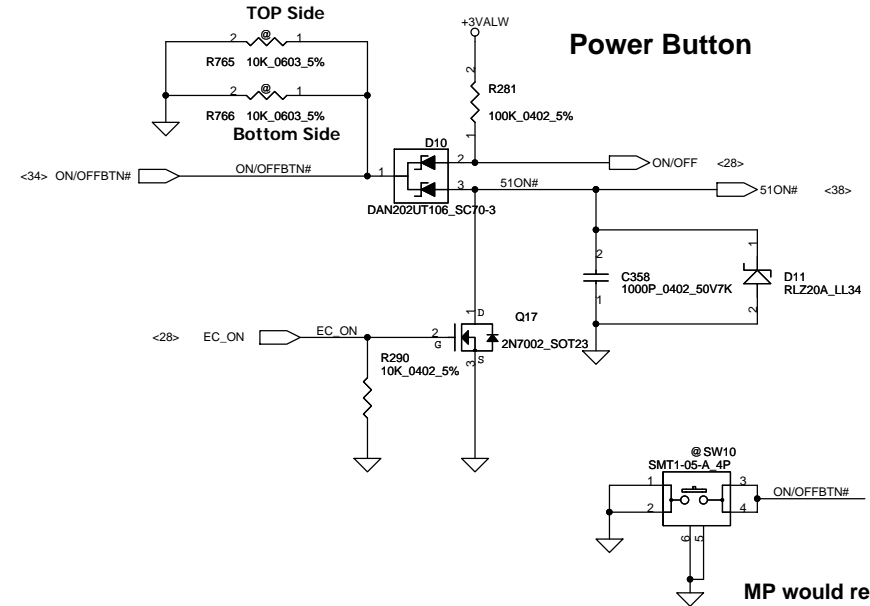 TOP Side
+3VALW
Power Button
2 @ 1
R765 10K_0603_5%
2 @ 1
R766 10K_0603_5%
Bottom Side
2
R281
100K_0402_5%
1
D10
<34> ON/OFFBTN#
ON/OFFBTN#
1
2
3
ON/OFF <28>
51ON#
51ON# <38>
DAN202UT106_SC70-3
2
C358
1000P_0402_50V7K
1
1
D11
RLZ20A_LL34
2
<28> EC_ON
EC_ON
2
G
1
D
Q17
2N7002_SOT23
3
S
R290
10K_0402_5%
@ SW10
SMT1-05-A_4P
1
2
3
4
ON/OFFBTN#
6
5
MP would re